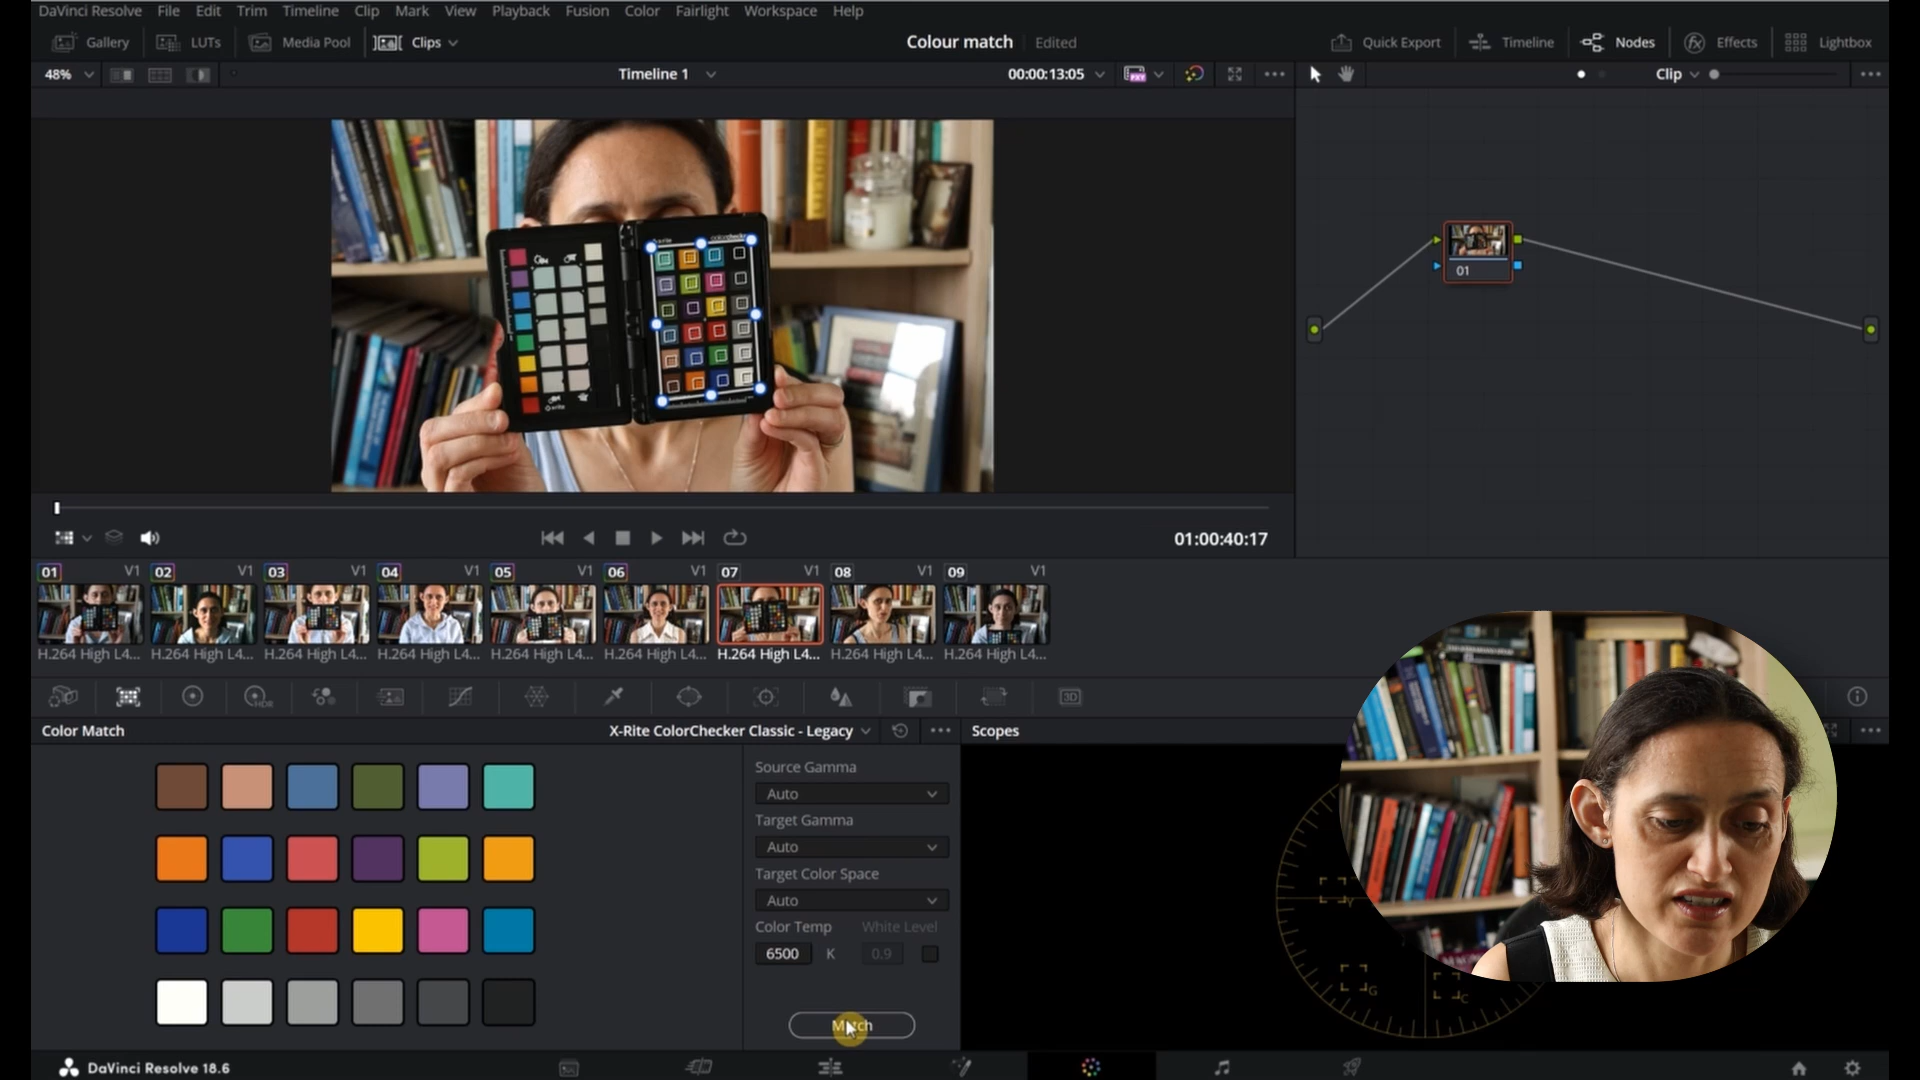 DaVinci Resolve File Edit Trim Timeline Clip Mark View Playback Fusion Color Fairlight Workspace Help
Gallery LUTs Media Pool Clips Colour match Edited Quick Export Timeline Nodes Effects Lightbox
48% Timeline 1 00:00:13:05 Clip
01
01:00:40:17
01 V1 02 V1 03 V1 04 V1 05 V1 06 V1 07 V1 08 V1 09 V1
H.264 High L4... H.264 High L4... H.264 High L4... H.264 High L4... H.264 High L4... H.264 High L4... H.264 High L4... H.264 High L4... H.264 High L4...
HDR 3D
Color Match X-Rite ColorChecker Classic - Legacy Scopes
Source Gamma
Auto
Target Gamma
Auto
Target Color Space
Auto
Color Temp White Level
6500 K 0.9
Match
Y
G C
DaVinci Resolve 18.6